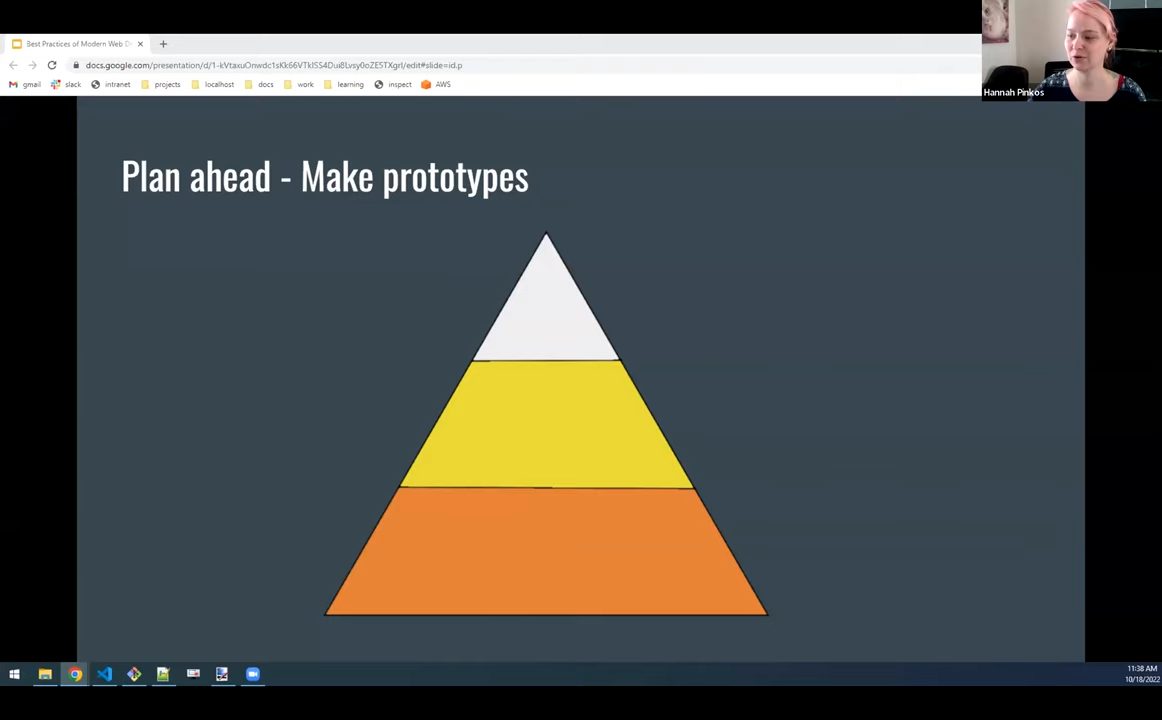 Best Practices of Modern Web D
docs.google.com/presentation/d/1-kVtaxuOnwdc1sKk66VTkISS4Dui8Lvsy0oZE5TXgrI/edit#slide=id.p
gmail slack intranet projects localhost docs work learning inspect AWS
Hannah Pinkos
Plan ahead - Make prototypes
11:38 AM
10/18/2022